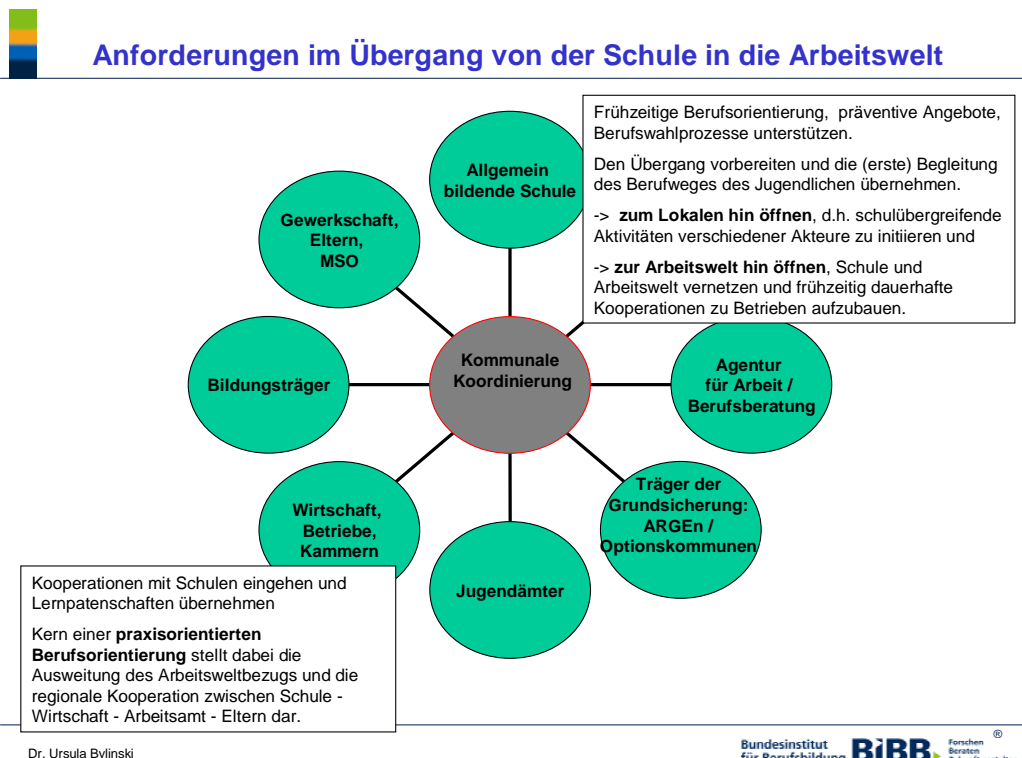 Anforderungen im Übergang von der Schule in die Arbeitswelt
Frühzeitige Berufsorientierung, präventive Angebote,
Berufswahlprozesse unterstützen.
Den Übergang vorbereiten und die (erste) Begleitung
des Berufweges des Jugendlichen übernehmen.
-> zum Lokalen hin öffnen, d.h. schulübergreifende
Aktivitäten verschiedener Akteure zu initiieren und
-> zur Arbeitswelt hin öffnen, Schule und
Arbeitswelt vernetzen und frühzeitig dauerhafte
Kooperationen zu Betrieben aufzubauen.
Allgemein
bildende Schule
Gewerkschaft,
Eltern,
MSO
Kommunale
Koordinierung
Bildungsträger
Agentur
für Arbeit /
Berufsberatung
Träger der
Grundsicherung:
ARGEn /
Optionskommunen
Wirtschaft,
Betriebe,
Kammern
Jugendämter
Kooperationen mit Schulen eingehen und
Lernpatenschaften übernehmen
Kern einer praxisorientierten
Berufsorientierung stellt dabei die
Ausweitung des Arbeitsweltbezugs und die
regionale Kooperation zwischen Schule -
Wirtschaft - Arbeitsamt - Eltern dar.
Dr. Ursula Bylinski
Bundesinstitut
für Berufsbildung
BiBB
Forschen
Beraten
®